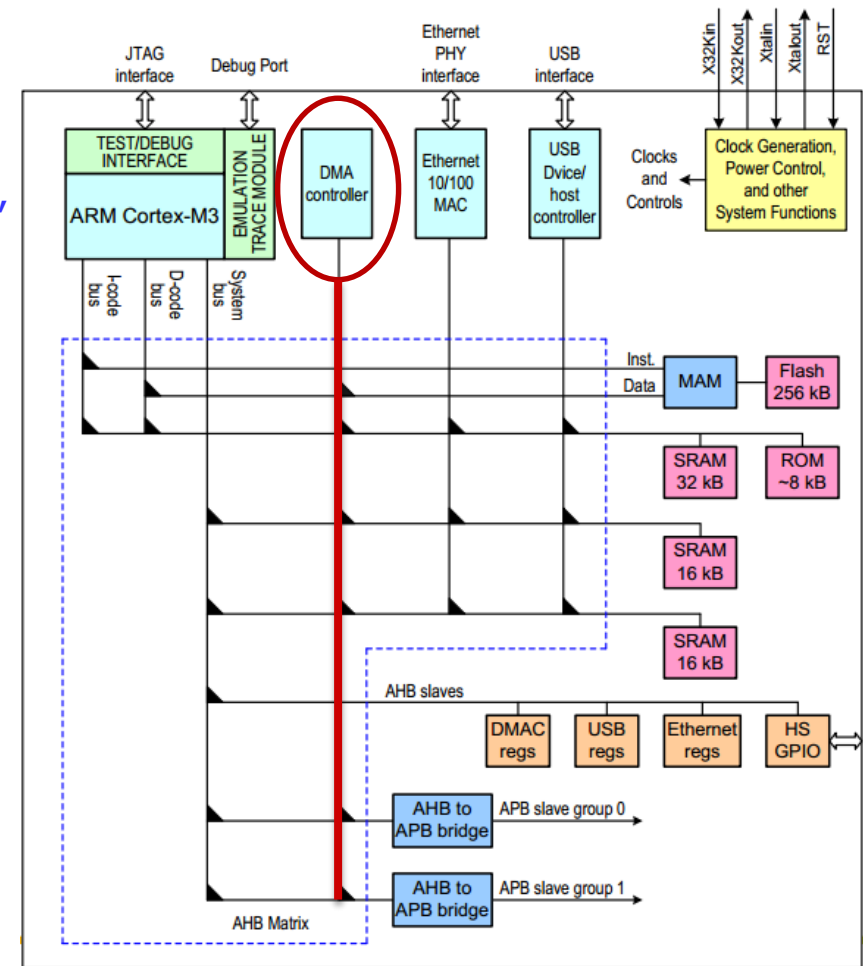 JTAG
interface
Debug Port
Ethernet
PHY
interface
USB
interface
X32Kin
X32Kout
Xtalin
Xtalout
RST
TEST/DEBUG
INTERFACE
ARM Cortex-M3
EMULATION
TRACE MODULE
DMA
controller
Ethernet
10/100
MAC
USB
Dvice/
host
controller
Clocks
and
Controls
Clock Generation,
Power Control,
and other
System Functions
,
I-code
bus
D-code
bus
System
bus
Inst.
Data
MAM
Flash
256 kB
SRAM
32 kB
ROM
~8 kB
SRAM
16 kB
SRAM
16 kB
AHB slaves
DMAC
regs
USB
regs
Ethernet
regs
HS
GPIO
AHB to
APB bridge
APB slave group 0
AHB to
APB bridge
APB slave group 1
AHB Matrix